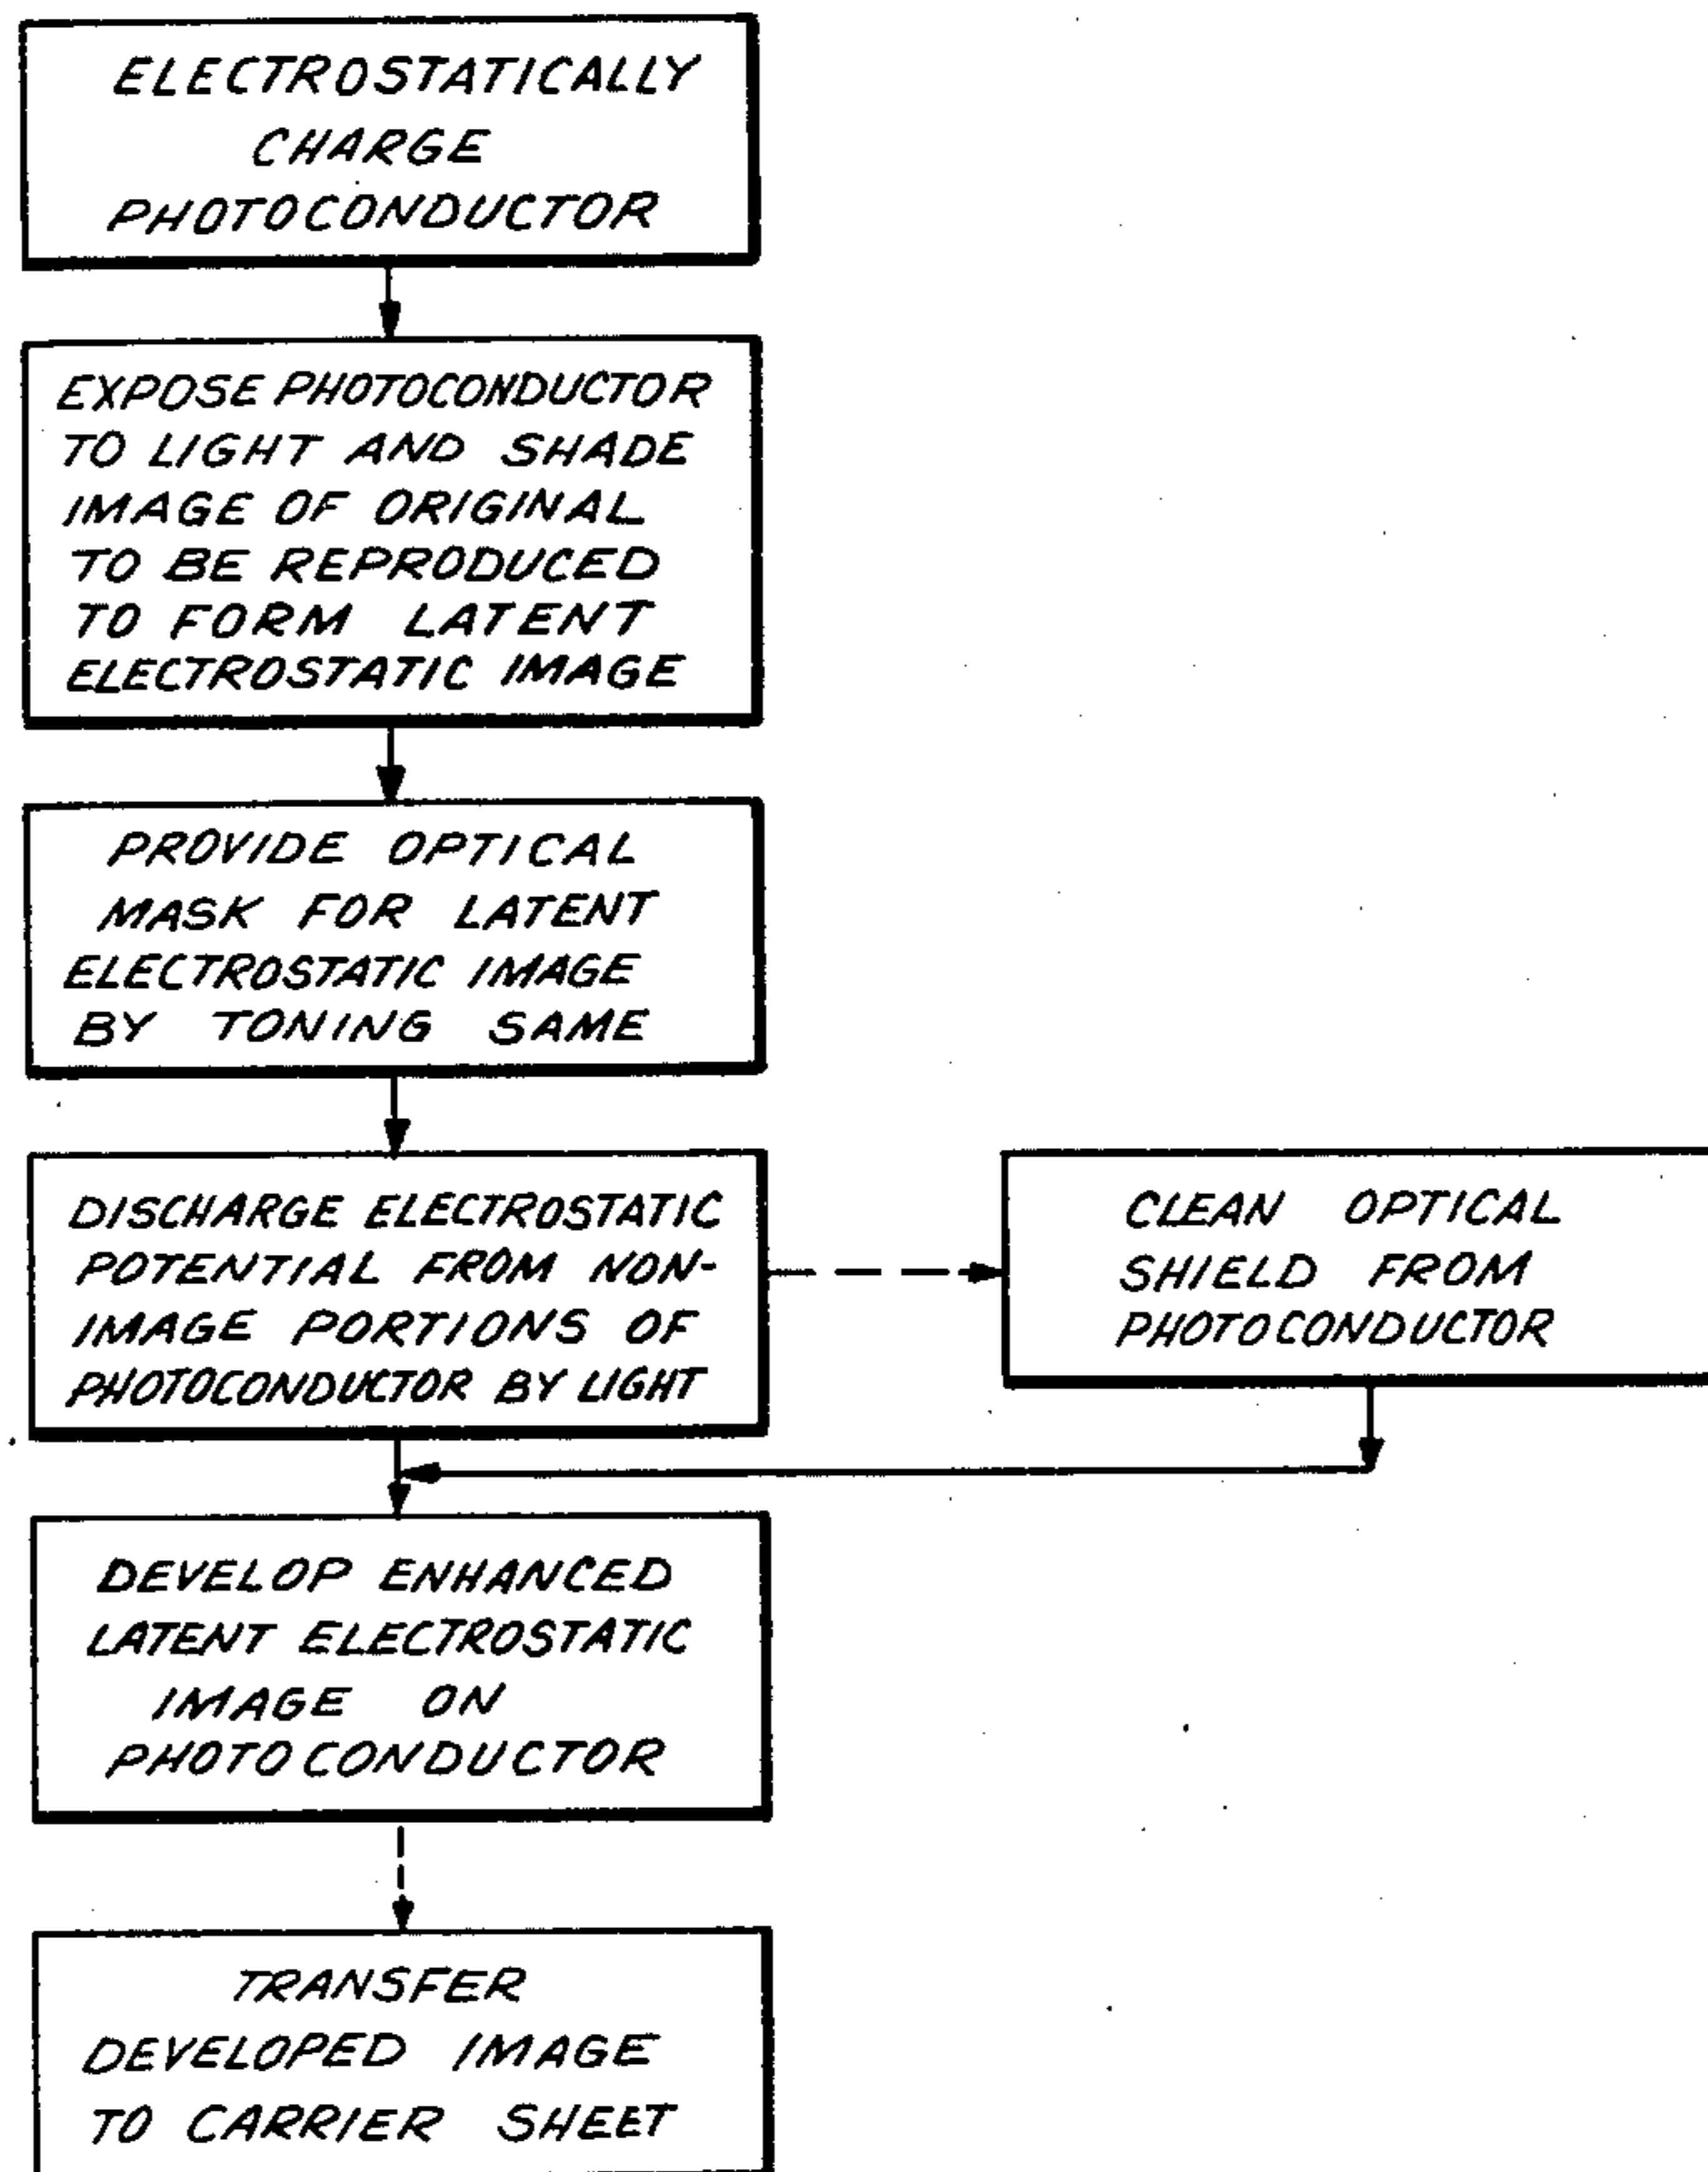 ELECTROSTATICALLY
CHARGE
PHOTOCONDUCTOR
EXPOSE PHOTOCONDUCTOR
TO LIGHT AND SHADE
IMAGE OF ORIGINAL
TO BE REPRODUCED
TO FORM LATENT
ELECTROSTATIC IMAGE
PROVIDE OPTICAL
MASK FOR LATENT
ELECTROSTATIC IMAGE
BY TONING SAME
DISCHARGE ELECTROSTATIC
POTENTIAL FROM NON-
IMAGE PORTIONS OF
PHOTOCONDUCTOR BY LIGHT
CLEAN OPTICAL
SHIELD FROM
PHOTOCONDUCTOR
DEVELOP ENHANCED
LATENT ELECTROSTATIC
IMAGE ON
PHOTOCONDUCTOR
TRANSFER
DEVELOPED IMAGE
TO CARRIER SHEET